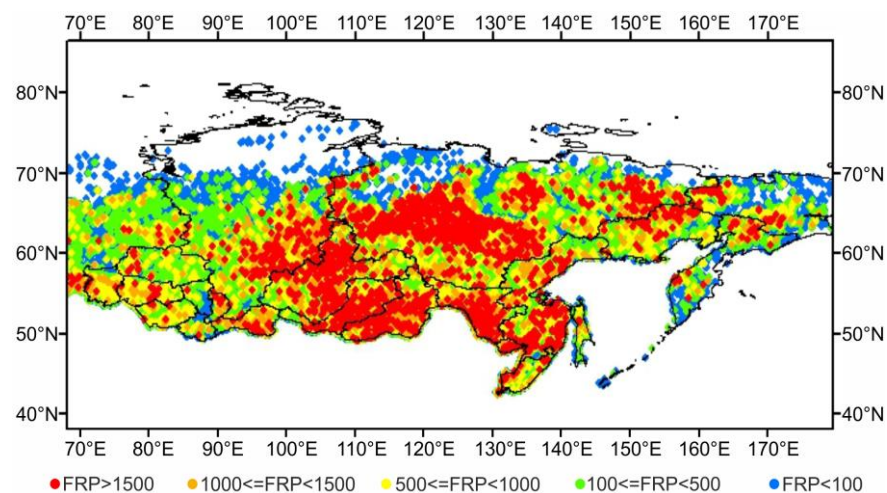 70°E 80°E 90°E 100°E 110°E 120°E 130°E 140°E 150°E 160°E 170°E
80°N 80°N
70°N 70°N
60°N 60°N
50°N 50°N
40°N 40°N
70°E 80°E 90°E 100°E 110°E 120°E 130°E 140°E 150°E 160°E 170°E
FRP>1500 1000<=FRP<1500 500<=FRP<1000 100<=FRP<500 FRP<100